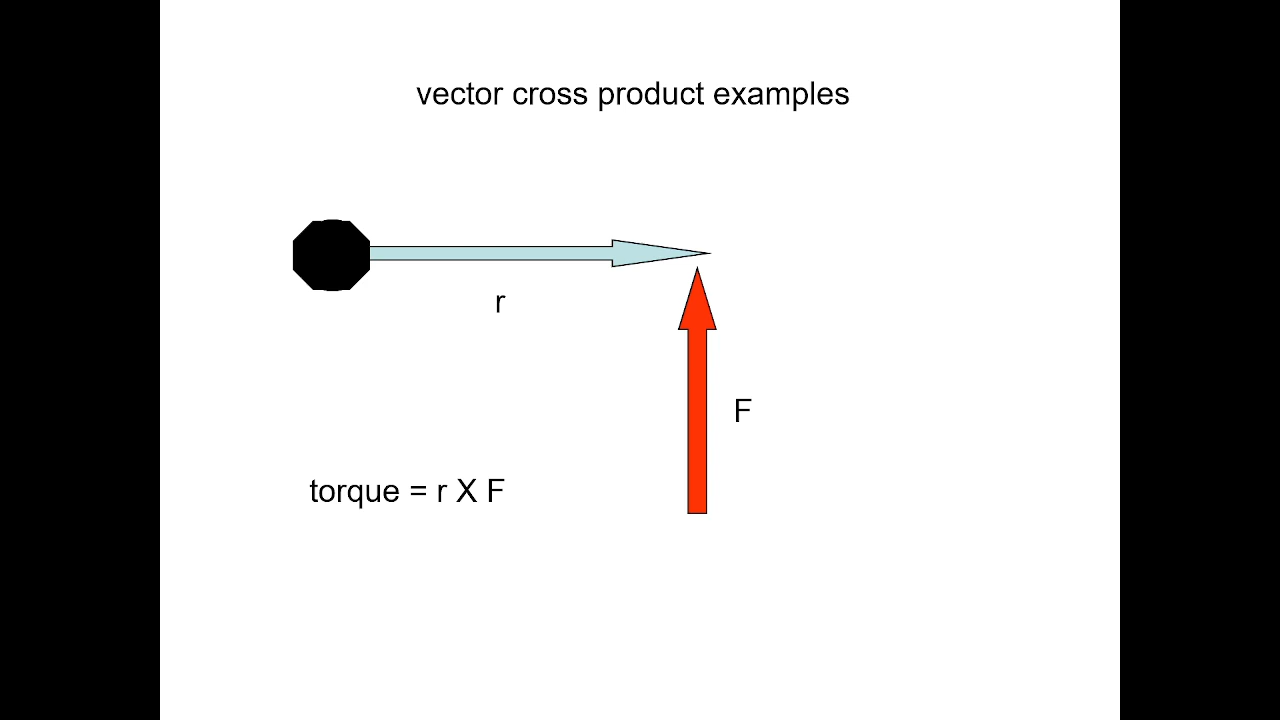 vector cross product examples
r
F
torque = r X F